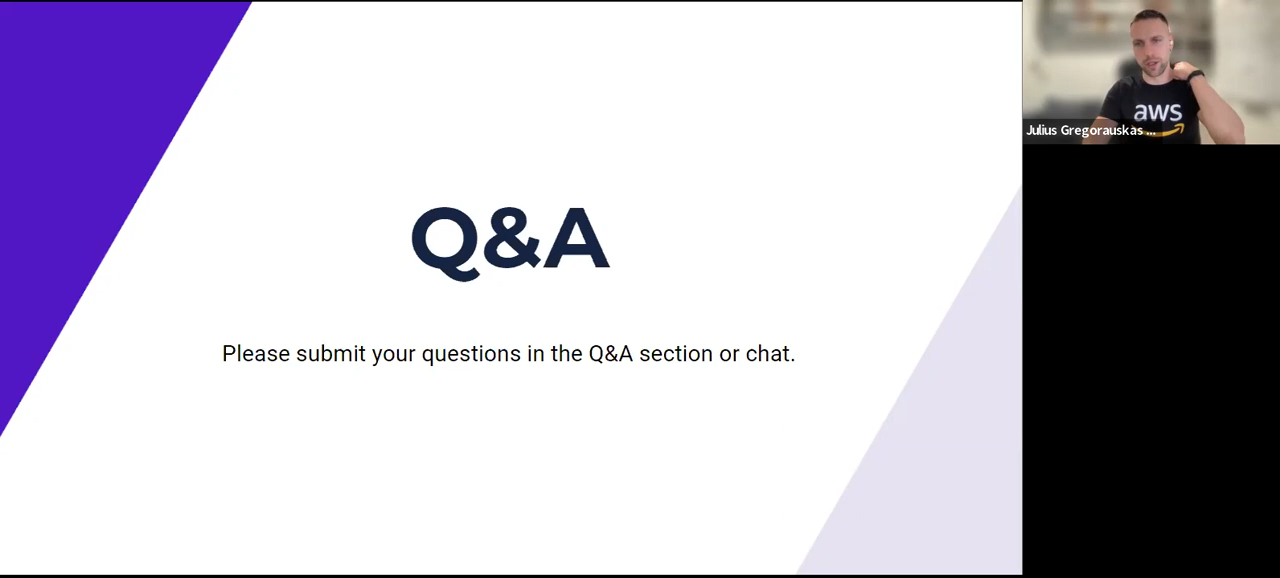 Q&A
Please submit your questions in the Q&A section or chat.
aws
Julius Gregorauskas ...